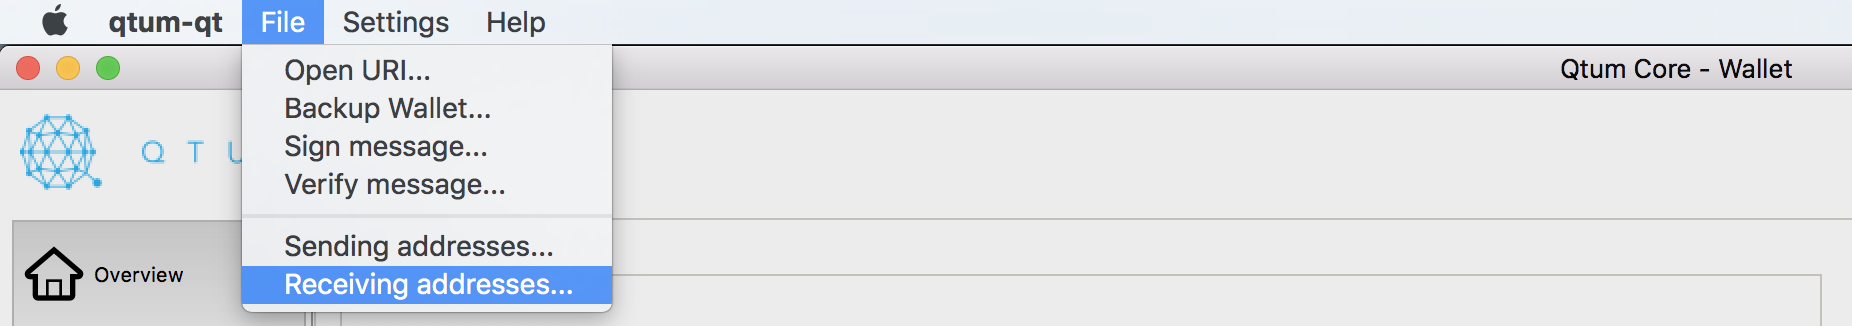 qtum-qt File Settings Help
Qtum Core - Wallet
Open URI...
Backup Wallet...
Sign message...
Verify message...
Sending addresses...
Receiving addresses...
Q T U
Overview